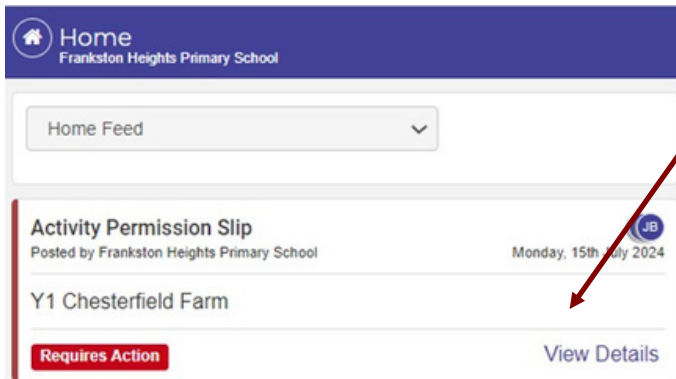 Home
Frankston Heights Primary School
Home Feed
Activity Permission Slip
JB
Posted by Frankston Heights Primary School
Monday, 15th July 2024
Y1 Chesterfield Farm
Requires Action
View Details